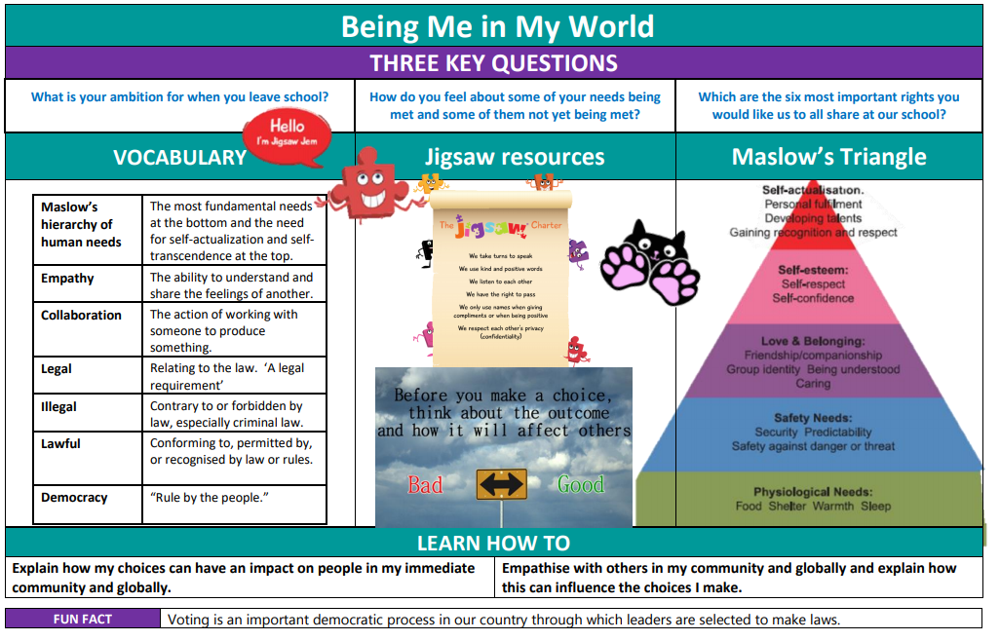 Being Me in My World
THREE KEY QUESTIONS
What is your ambition for when you leave school?
How do you feel about some of your needs being
met and some of them not yet being met?
Which are the six most important rights you
would like us to all share at our school?
Hello
I'm Jigsaw Jem
VOCABULARY
Maslow's
hierarchy of
human needs
The most fundamental needs
at the bottom and the need
for self-actualization and self-
transcendence at the top.
Empathy
The ability to understand and
share the feelings of another.
Collaboration
The action of working with
someone to produce
something.
Legal
Relating to the law.  'A legal
requirement'
Illegal
Contrary to or forbidden by
law, especially criminal law.
Lawful
Conforming to, permitted by,
or recognised by law or rules.
Democracy
"Rule by the people."
Jigsaw resources
The Jigsaw Charter
We take turns to speak
We use kind and positive words
We listen to each other
We have the right to pass
We only use names when giving
compliments or when being positive
We respect each other's privacy
(confidentiality)
Before you make a choice,
think about the outcome
and how it will affect others
Bad
Good
Maslow's Triangle
Self-actualisation.
Personal fulfilment
Developing talents
Gaining recognition and respect
Self-esteem:
Self-respect
Self-confidence
Love & Belonging:
Friendship/companionship
Group identity  Being understood
Caring
Safety Needs:
Security  Predictability
Safety against danger or threat
Physiological Needs:
Food  Shelter  Warmth  Sleep
LEARN HOW TO
Explain how my choices can have an impact on people in my immediate
community and globally.
Empathise with others in my community and globally and explain how
this can influence the choices I make.
FUN FACT
Voting is an important democratic process in our country through which leaders are selected to make laws.